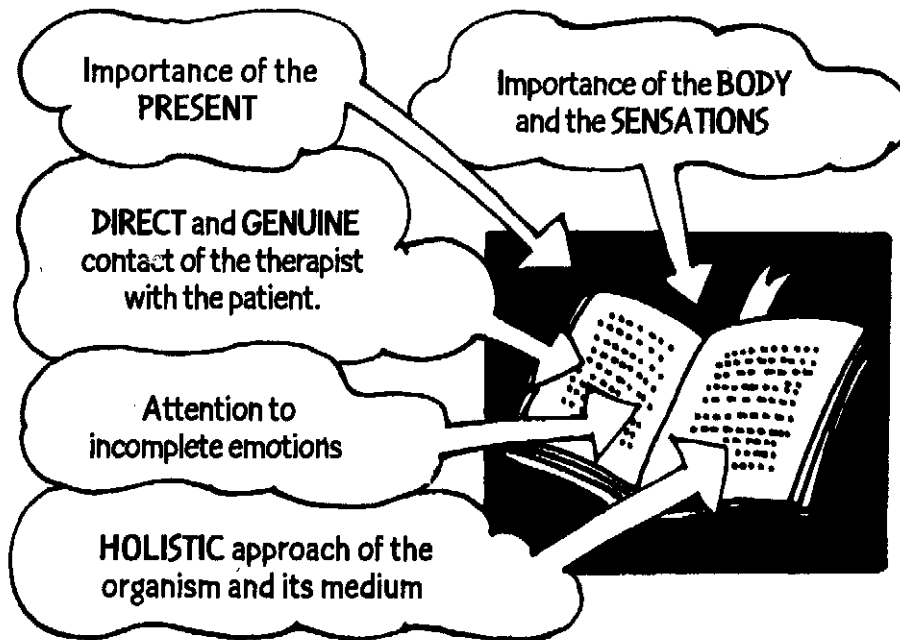 Importance of the
PRESENT
Importance of the BODY
and the SENSATIONS
DIRECT and GENUINE
contact of the therapist
with the patient.
Attention to
incomplete emotions
HOLISTIC approach of the
organism and its medium